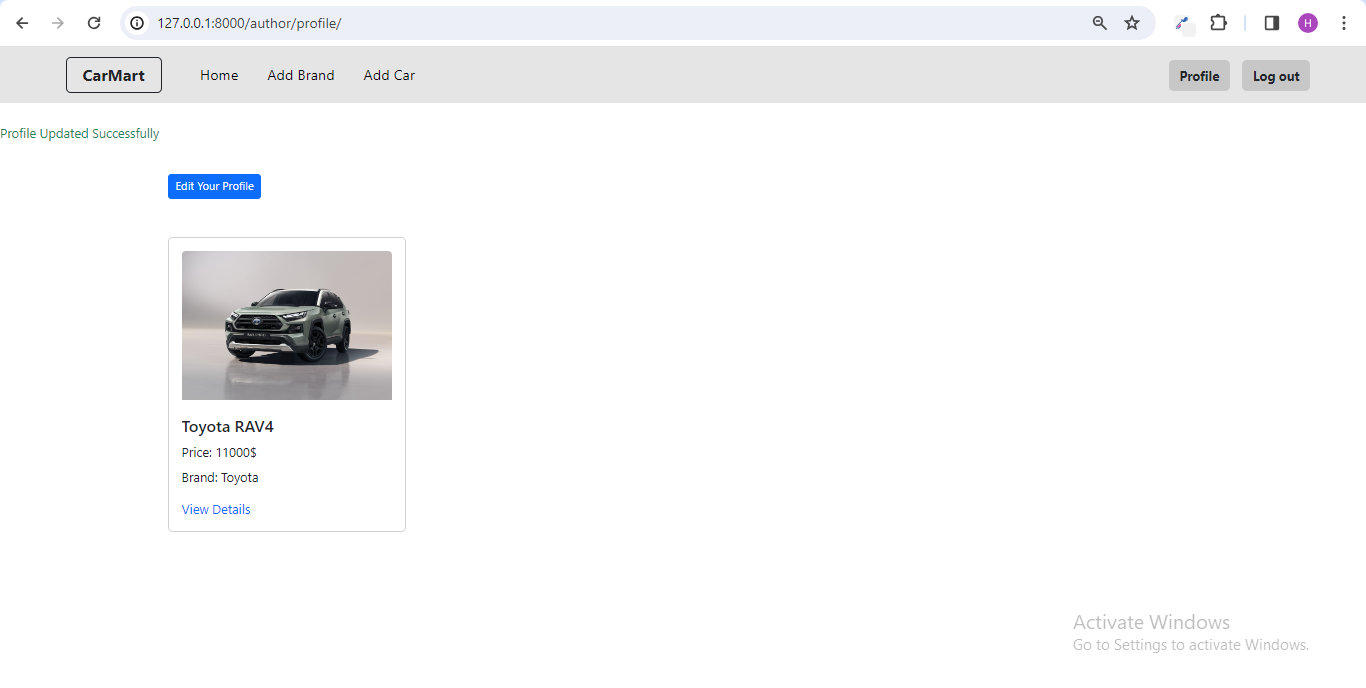 127.0.0.1:8000/author/profile/
H
CarMart
Home
Add Brand
Add Car
Profile
Log out
Profile Updated Successfully
Edit Your Profile
Toyota RAV4
Price: 11000$
Brand: Toyota
View Details
Activate Windows
Go to Settings to activate Windows.